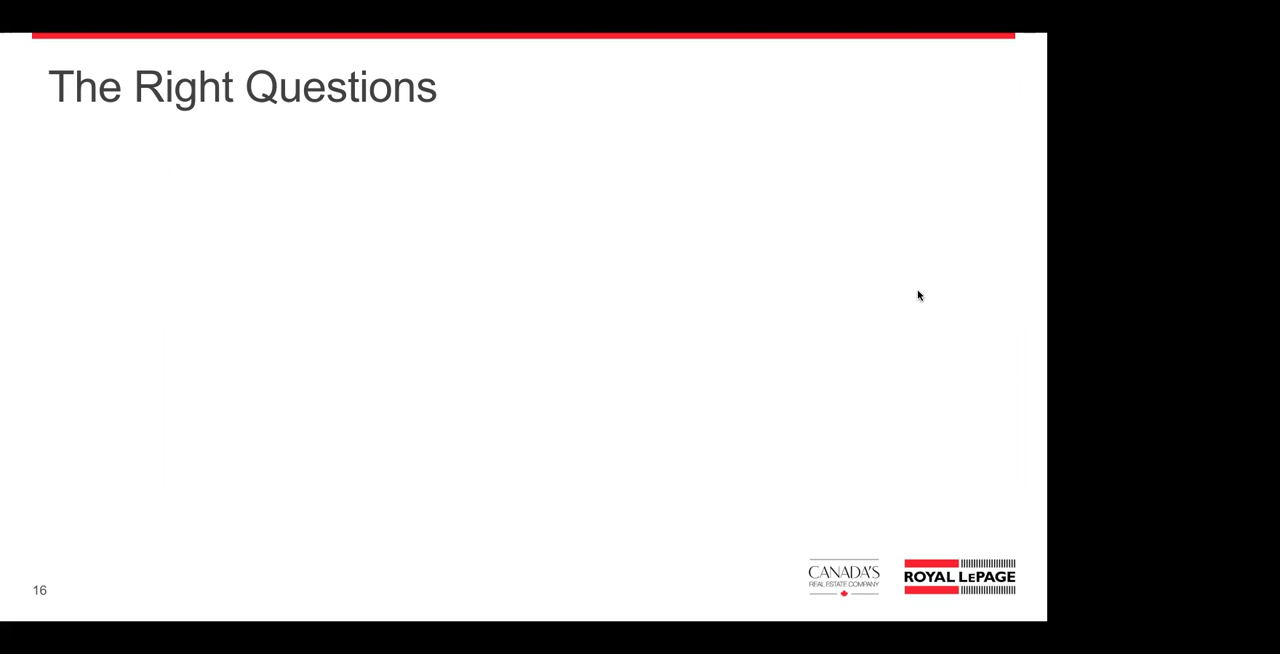 The Right Questions
16
CANADA'S
REAL ESTATE COMPANY
ROYAL LEPAGE